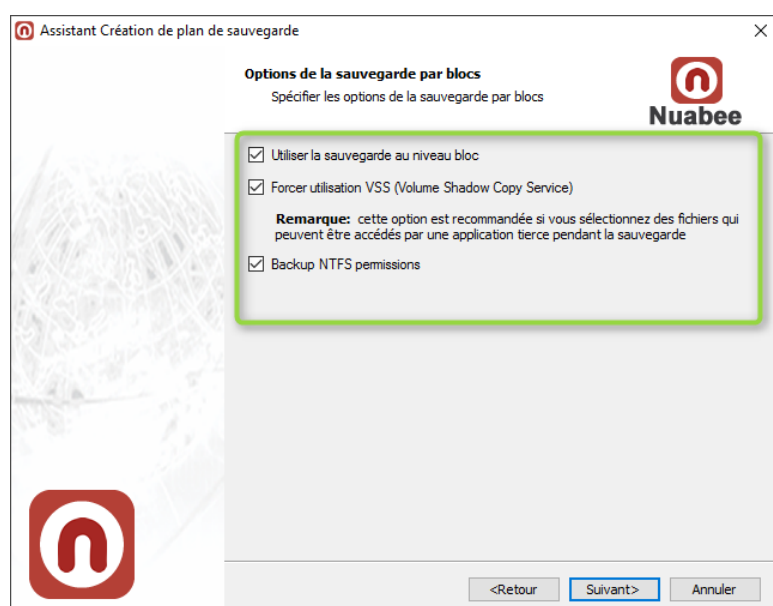 Assistant Création de plan de sauvegarde
Options de la sauvegarde par blocs
Spécifier les options de la sauvegarde par blocs
Nuabee
Utiliser la sauvegarde au niveau bloc
Forcer utilisation VSS (Volume Shadow Copy Service)
Remarque: cette option est recommandée si vous sélectionnez des fichiers qui
peuvent être accédés par une application tierce pendant la sauvegarde
Backup NTFS permissions
<Retour
Suivant>
Annuler